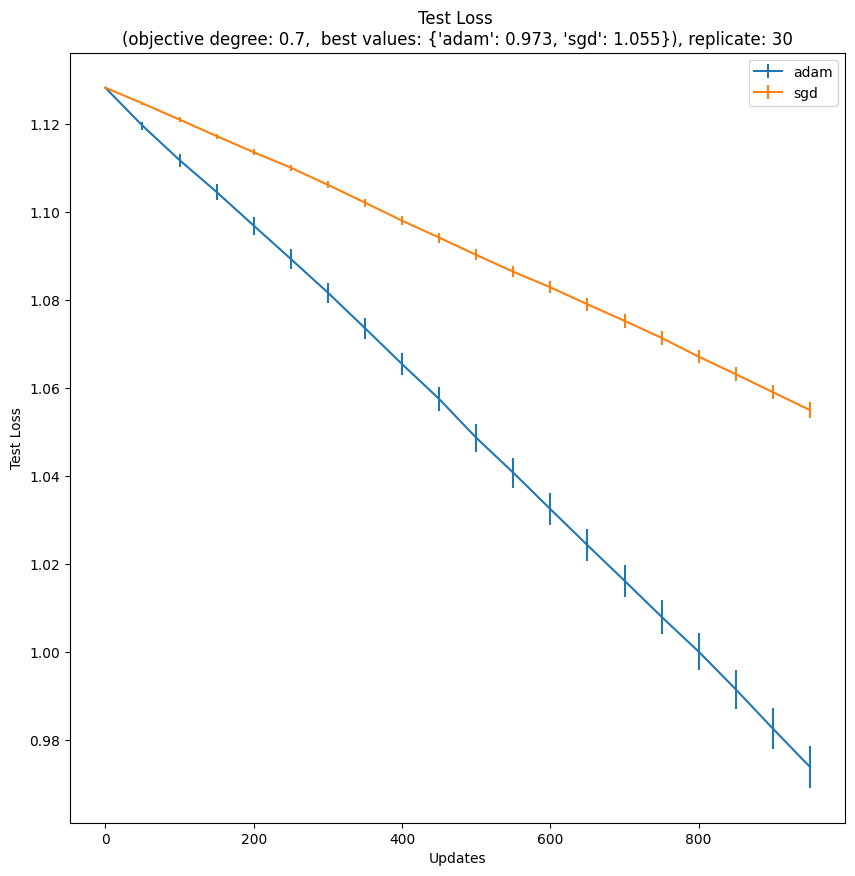 Test Loss
(objective degree: 0.7,  best values: {'adam': 0.973, 'sgd': 1.055}), replicate: 30
adam
sgd
1.12
1.10
1.08
1.06
1.04
1.02
1.00
0.98
Test Loss
0
200
400
600
800
Updates